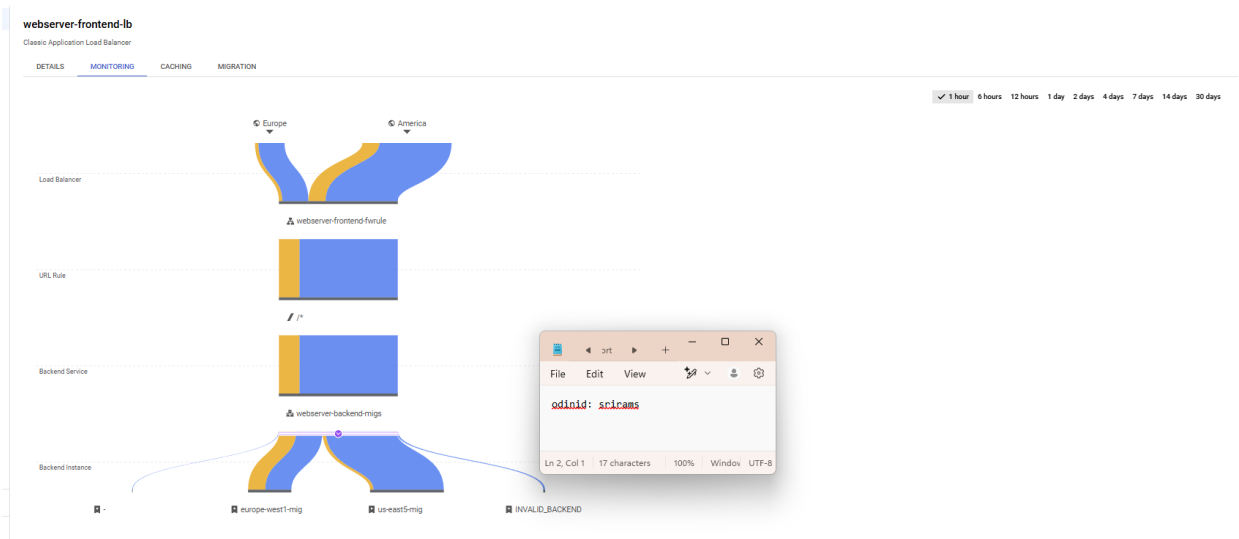 webserver-frontend-lb
Classic Application Load Balancer
DETAILS MONITORING CACHING MIGRATION
1 hour 6 hours 12 hours 1 day 2 days 4 days 7 days 14 days 30 days
Europe America
Load Balancer
webserver-frontend-fwrule
URL Rule
/*
Backend Service
webserver-backend-migs
Backend Instance
- europe-west1-mig us-east5-mig INVALID_BACKEND
ort +
File Edit View
odinid: srirams
Ln 2, Col 1 17 characters 100% Windov UTF-8